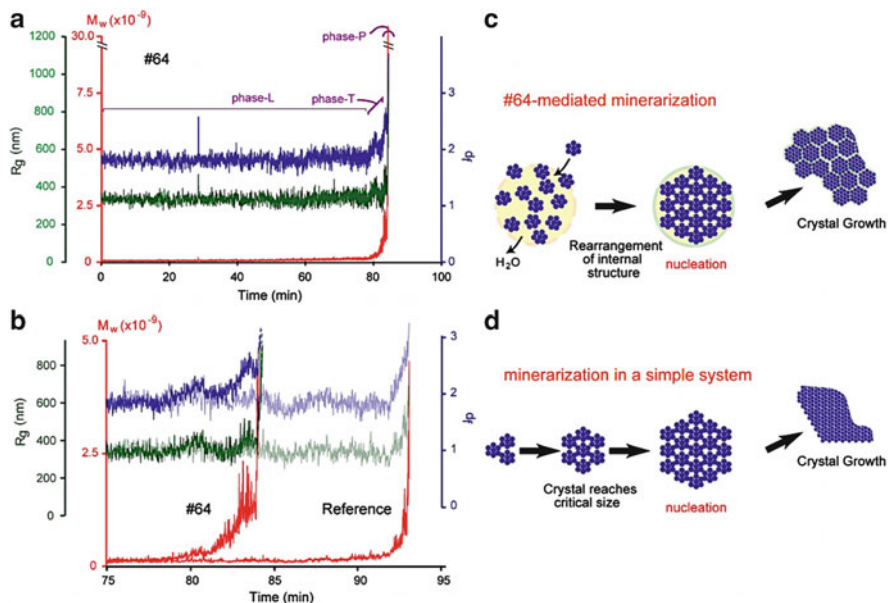 a
M w (x10⁻⁹)
1200
30.0
#64
phase-P
1000
7.5
phase-L
phase-T
3
800
Rg (nm)
600
5.0
2
df
400
2.5
1
200
0
0
0
0
20
40
60
80
100
Time (min)
b
M w (x10⁻⁹)
5.0
3
800
2
Rg (nm)
600
df
400
2.5
1
200
#64
Reference
0
0
0
75
80
85
90
95
Time (min)
c
#64-mediated minerarization
H₂O
Rearrangement
of internal
structure
nucleation
Crystal Growth
d
minerarization in a simple system
Crystal reaches
critical size
nucleation
Crystal Growth